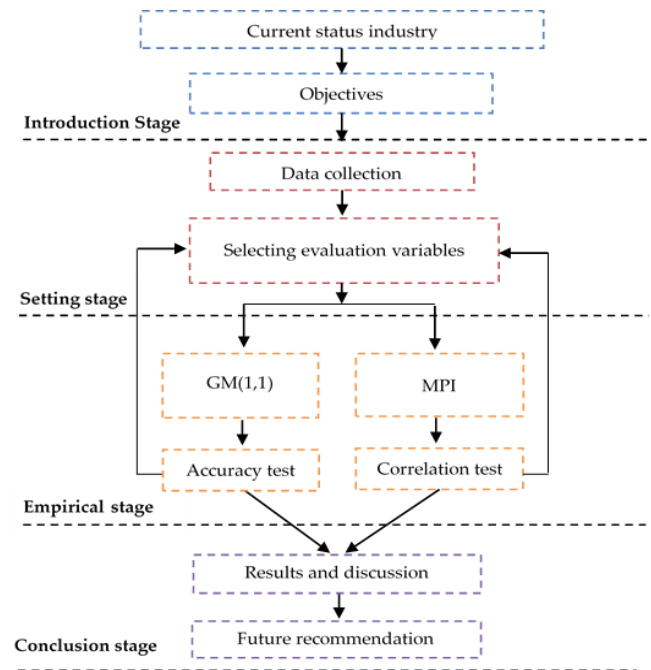 Current status industry
Objectives
Introduction Stage
Data collection
Selecting evaluation variables
Setting stage
GM(1,1)
MPI
Accuracy test
Correlation test
Empirical stage
Results and discussion
Future recommendation
Conclusion stage